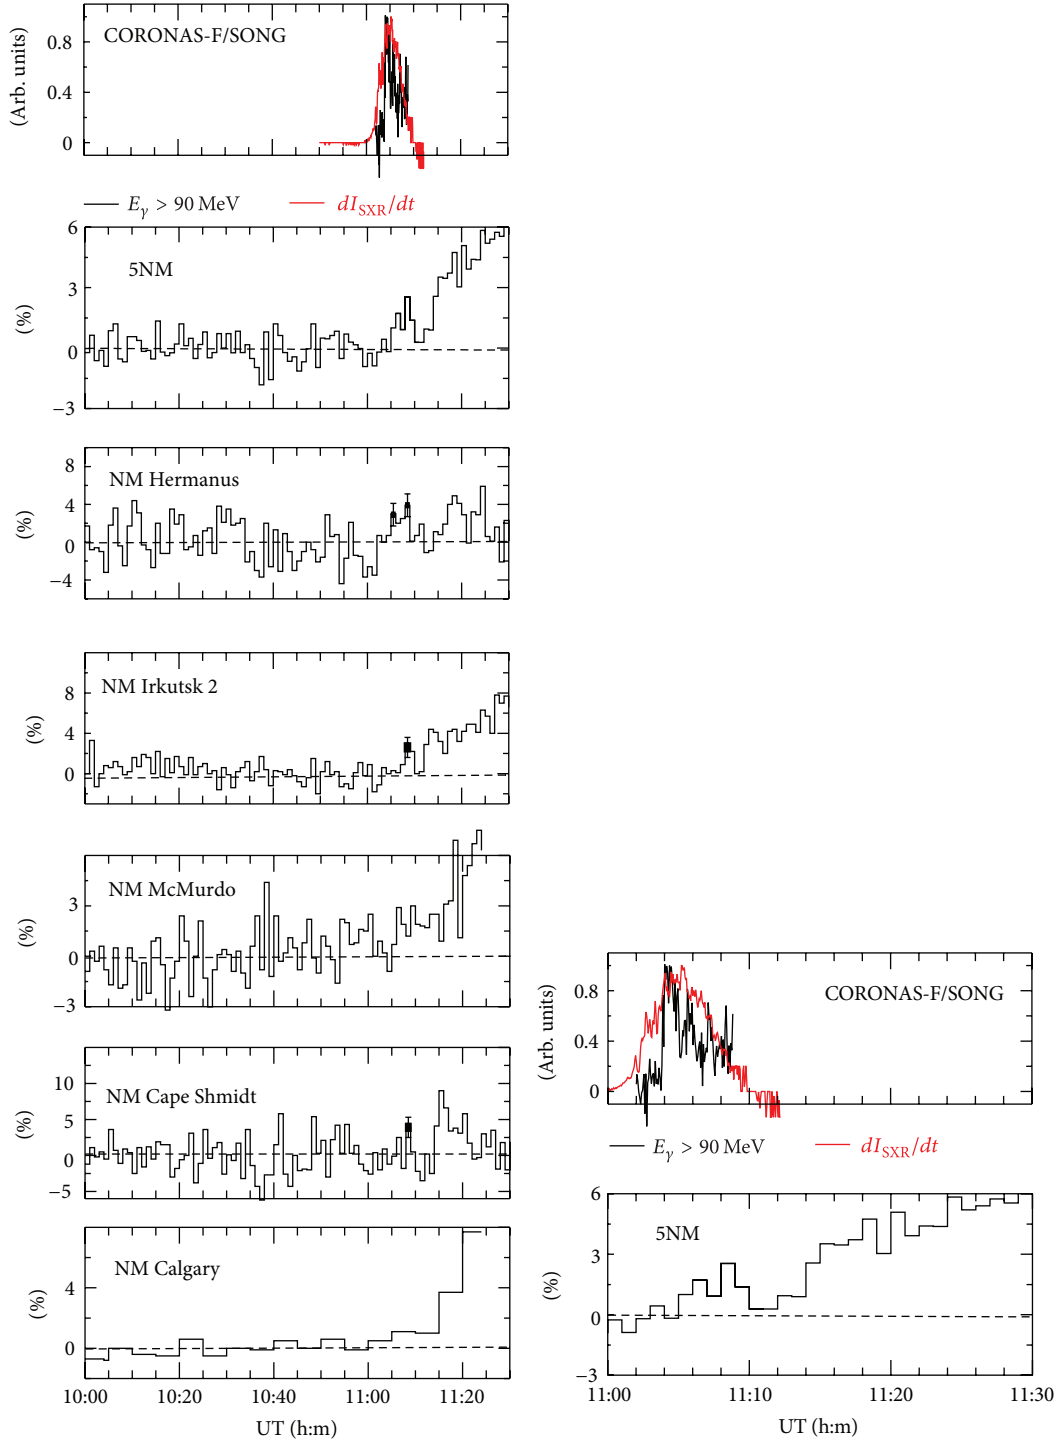 CORONAS-F/SONG
(Arb. units)
0.8
0.4
0
E_γ > 90 MeV
dI_SXR/dt
5NM
(%)
6
3
0
−3
NM Hermanus
(%)
8
4
0
−4
NM Irkutsk 2
(%)
8
4
0
NM McMurdo
(%)
3
0
−3
NM Cape Shmidt
(%)
10
5
0
−5
NM Calgary
(%)
4
0
10:00 10:20 10:40 11:00 11:20
UT (h:m)
CORONAS-F/SONG
(Arb. units)
0.8
0.4
0
E_γ > 90 MeV
dI_SXR/dt
5NM
(%)
6
3
0
−3
11:00 11:10 11:20 11:30
UT (h:m)